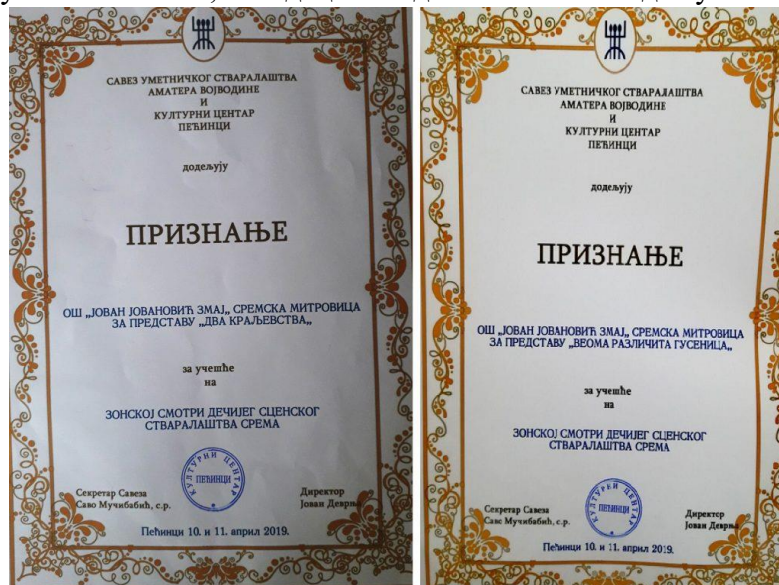 САВЕЗ УМЕТНИЧКОГ СТВАРАЛАШТВА
АМАТЕРА ВОЈВОДИНЕ
И
КУЛТУРНИ ЦЕНТАР
ПЕЋИНЦИ
додељују
ПРИЗНАЊЕ
ОШ „ЈОВАН ЈОВАНОВИЋ ЗМАЈ„ СРЕМСКА МИТРОВИЦА
ЗА ПРЕДСТАВУ „ДВА КРАЉЕВСТВА„
за учешће
на
ЗОНСКОЈ СМОТРИ ДЕЧИЈЕГ СЦЕНСКОГ
СТВАРАЛАШТВА СРЕМА
КУЛТУРНИ ЦЕНТАР
ПЕЋИНЦИ
Секретар Савеза
Саво Мучибабић, с.р.
Директор
Јован
Пећинци 10. и 11. април 2019.
САВЕЗ УМЕТНИЧКОГ СТВАРАЛАШТВА
АМАТЕРА ВОЈВОДИНЕ
И
КУЛТУРНИ ЦЕНТАР
ПЕЋИНЦИ
додељују
ПРИЗНАЊЕ
ОШ „ЈОВАН ЈОВАНОВИЋ ЗМАЈ„ СРЕМСКА МИТРОВИЦА
ЗА ПРЕДСТАВУ „ВЕОМА РАЗЛИЧИТА ГУСЕНИЦА„
за учешће
на
ЗОНСКОЈ СМОТРИ ДЕЧИЈЕГ СЦЕНСКОГ
СТВАРАЛАШТВА СРЕМА
КУЛТУРНИ ЦЕНТАР
ПЕЋИНЦИ
Секретар Савеза
Саво Мучибабић, с.р.
Директор
Јован
Пећинци 10. и 11. април 2019.